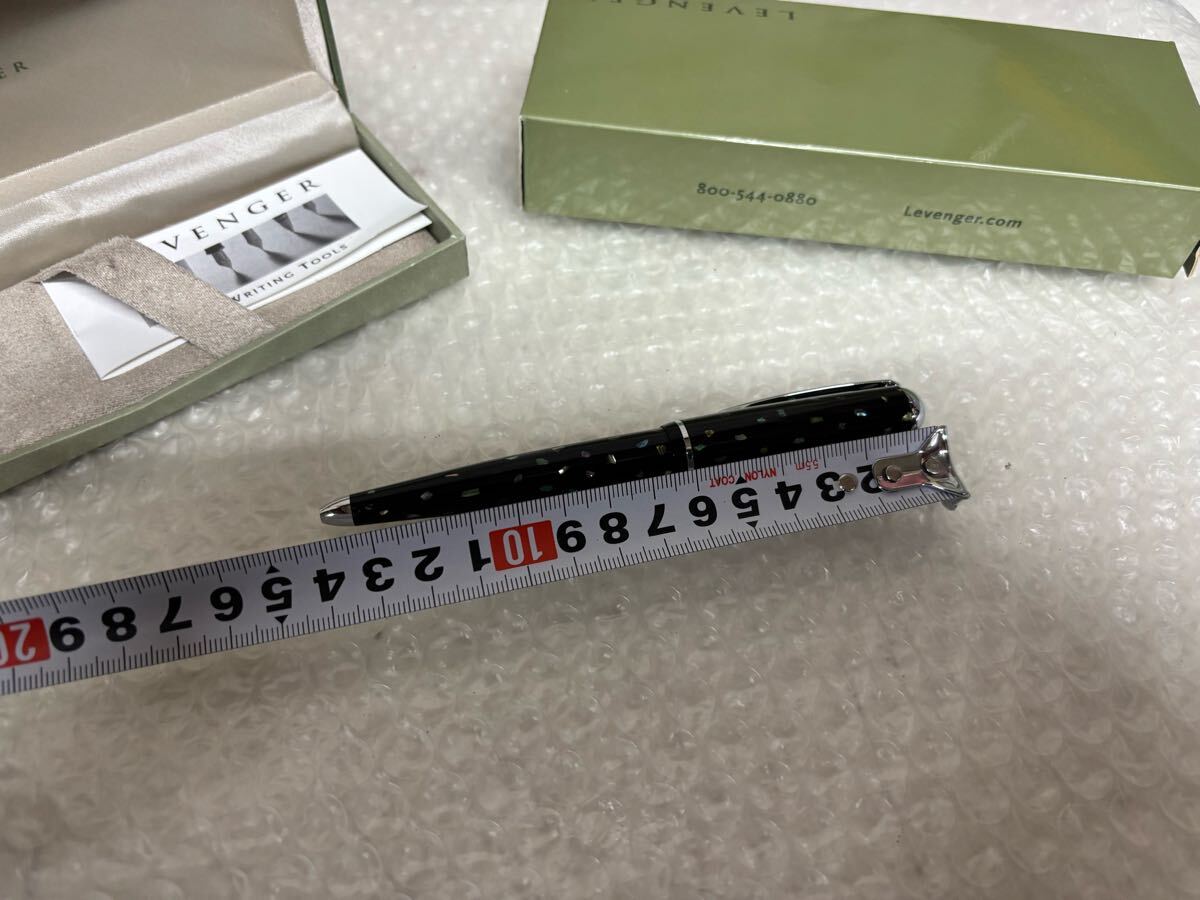 ER
VENGER
WRITING TOOLS
LEVENGER
800-544-0880
Levenger.com
5.5m
NYLON COAT
2 3 4 5 6 7 8 9 10 1 2 3 4 5 6 7 8 9 20